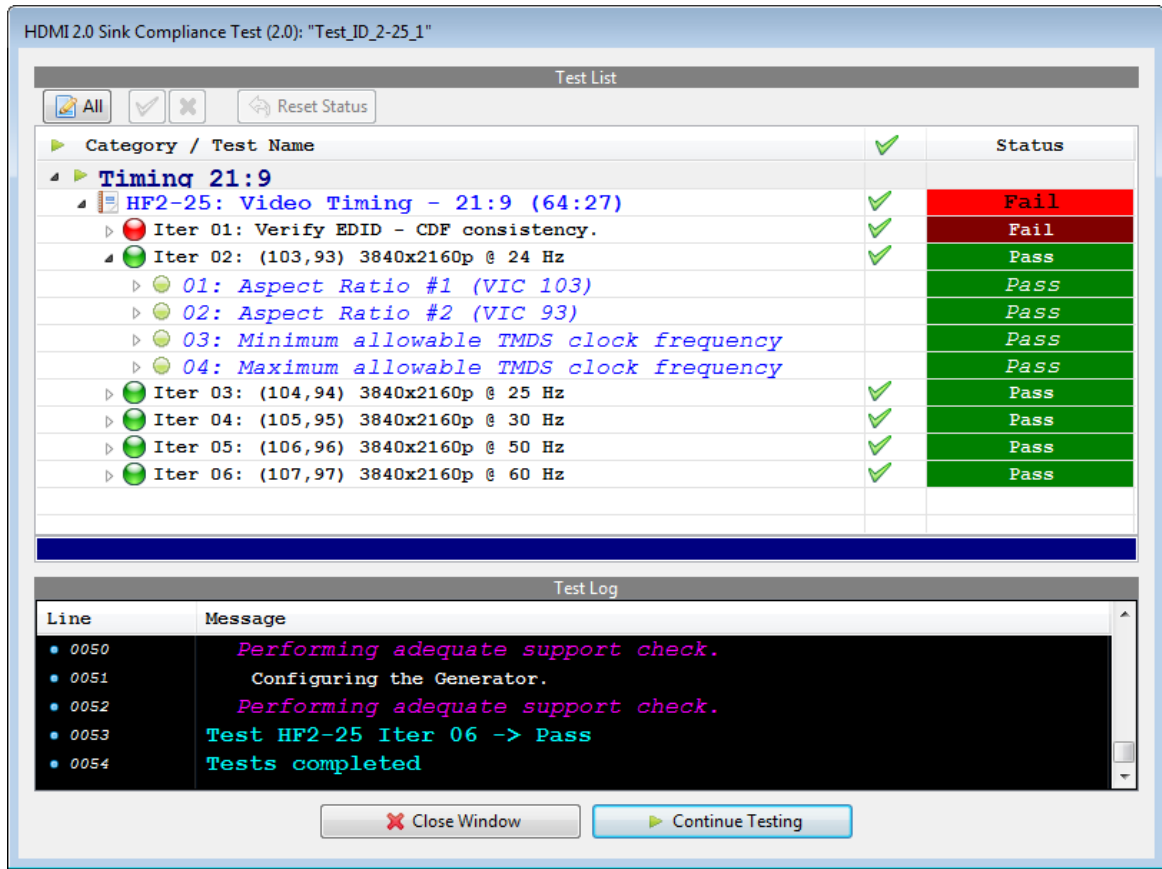 HDMI 2.0 Sink Compliance Test (2.0): "Test_ID_2-25_1"
Test List
All Reset Status
Category / Test Name Status
Timing 21:9
HF2-25: Video Timing - 21:9 (64:27) Fail
Iter 01: Verify EDID - CDF consistency. Fail
Iter 02: (103,93) 3840x2160p @ 24 Hz Pass
01: Aspect Ratio #1 (VIC 103) Pass
02: Aspect Ratio #2 (VIC 93) Pass
03: Minimum allowable TMDS clock frequency Pass
04: Maximum allowable TMDS clock frequency Pass
Iter 03: (104,94) 3840x2160p @ 25 Hz Pass
Iter 04: (105,95) 3840x2160p @ 30 Hz Pass
Iter 05: (106,96) 3840x2160p @ 50 Hz Pass
Iter 06: (107,97) 3840x2160p @ 60 Hz Pass
Test Log
Line Message
0050 Performing adequate support check.
0051 Configuring the Generator.
0052 Performing adequate support check.
0053 Test HF2-25 Iter 06 -> Pass
0054 Tests completed
Close Window Continue Testing